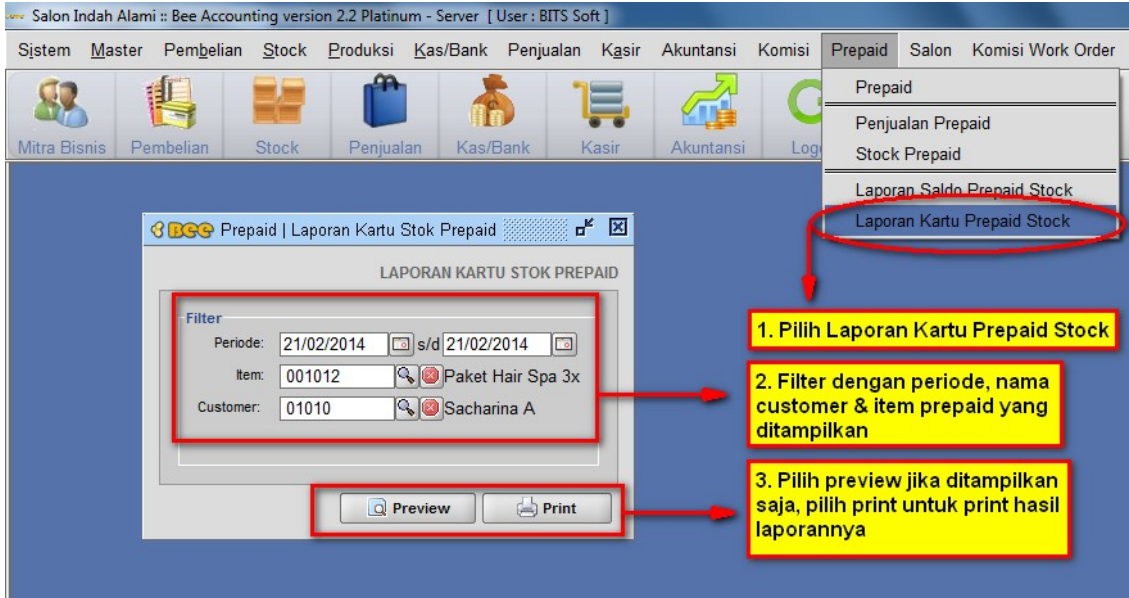 Salon Indah Alami :: Bee Accounting version 2.2 Platinum - Server [ User : BITS Soft ]
Sistem Master Pembelian Stock Produksi Kas/Bank Penjualan Kasir Akuntansi Komisi Prepaid Salon Komisi Work Order
Mitra Bisnis Pembelian Stock Penjualan Kas/Bank Kasir Akuntansi
Prepaid
Penjualan Prepaid
Stock Prepaid
Laporan Saldo Prepaid Stock
Laporan Kartu Prepaid Stock
Bee Prepaid | Laporan Kartu Stok Prepaid
LAPORAN KARTU STOK PREPAID
Filter
Periode: 21/02/2014 s/d 21/02/2014
Item: 001012 Paket Hair Spa 3x
Customer: 01010 Sacharina A
Preview Print
1. Pilih Laporan Kartu Prepaid Stock
2. Filter dengan periode, nama
customer & item prepaid yang
ditampilkan
3. Pilih preview jika ditampilkan
saja, pilih print untuk print hasil
laporannya